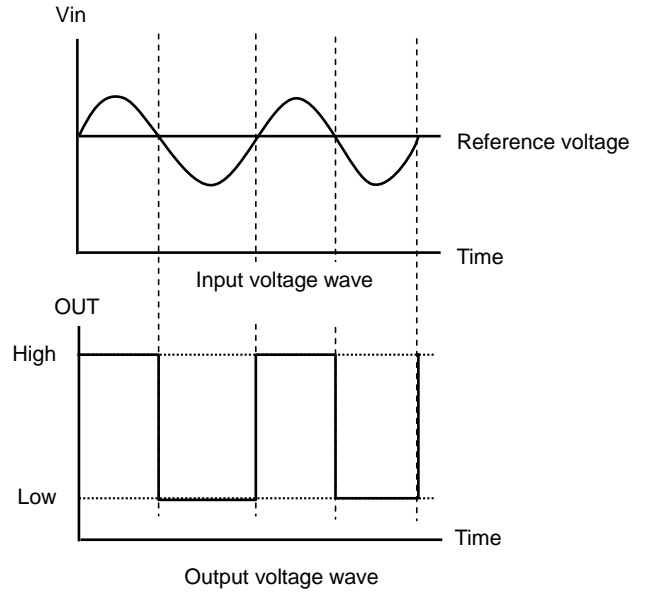 Vin
Reference voltage
Time
Input voltage wave
OUT
High
Low
Time
Output voltage wave